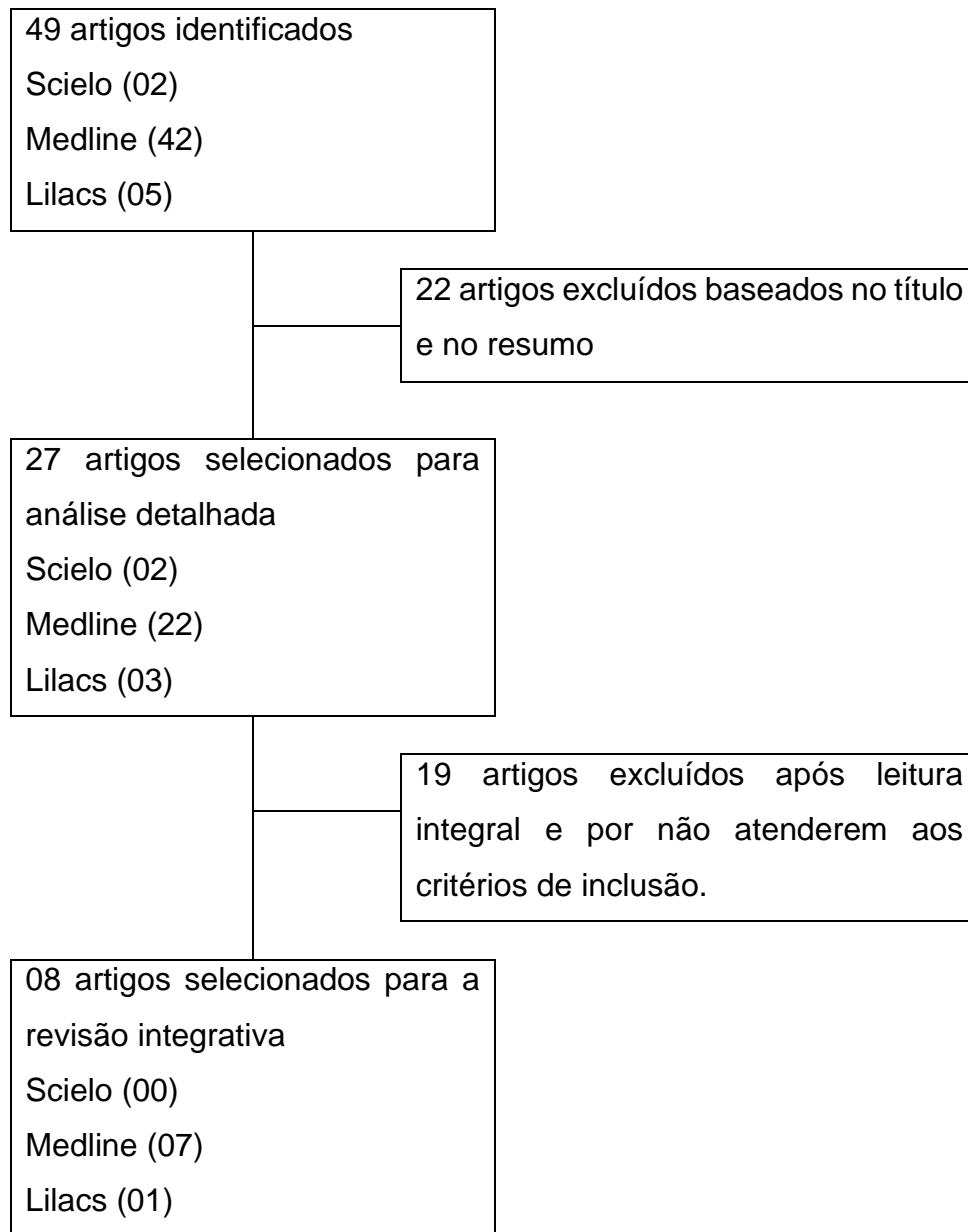 49 artigos identificados
Scielo (02)
Medline (42)
Lilacs (05)
22 artigos excluídos baseados no título
e no resumo
27 artigos selecionados para
análise detalhada
Scielo (02)
Medline (22)
Lilacs (03)
19 artigos excluídos após leitura
integral e por não atenderem aos
critérios de inclusão.
08 artigos selecionados para a
revisão integrativa
Scielo (00)
Medline (07)
Lilacs (01)